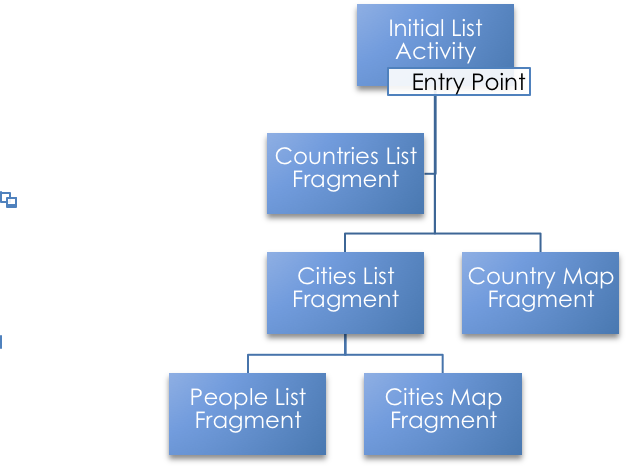 Initial List
Activity
Entry Point
Countries List
Fragment
Cities List
Fragment
Country Map
Fragment
People List
Fragment
Cities Map
Fragment